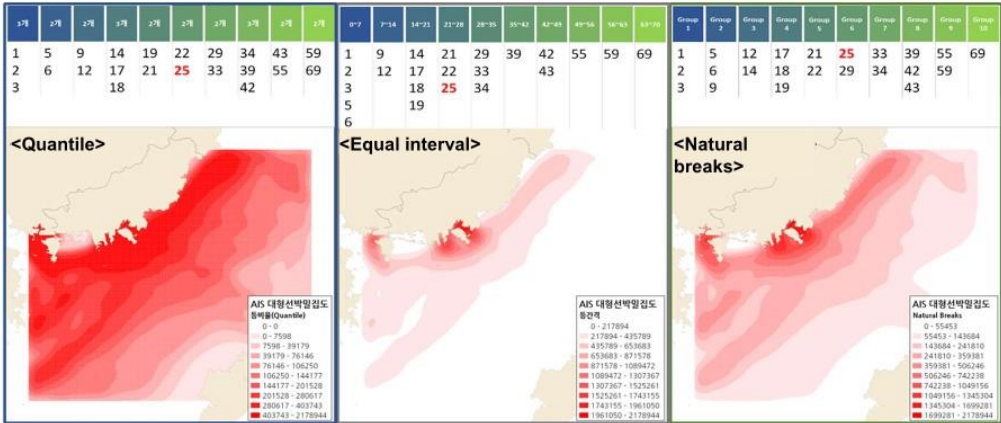 3개 2개 2개 3개 2개 2개 2개 3개 2개 2개
1 5 9 14 19 22 29 34 43 59
2 6 12 17 21 25 33 39 55 69
3 18 42
<Quantile>
AIS 대형선박밀집도
등비율(Quantile)
0 - 0
0 - 7598
7598 - 39179
39179 - 76146
76146 - 106250
106250 - 144177
144177 - 201528
201528 - 280617
280617 - 403743
403743 - 2178944
0~7 7~14 14~21 21~28 28~35 35~42 42~49 49~56 56~63 63~70
1 9 14 21 29 39 42 55 59 69
2 12 17 22 33 43
3 18 25 34
5 19
6
<Equal interval>
AIS 대형선박밀집도
등간격
0 - 217894
217894 - 435789
435789 - 653683
653683 - 871578
871578 - 1089472
1089472 - 1307367
1307367 - 1525261
1525261 - 1743155
1743155 - 1961050
1961050 - 2178944
Group 1 Group 2 Group 3 Group 4 Group 5 Group 6 Group 7 Group 8 Group 9 Group 10
1 5 12 17 21 25 33 39 55 69
2 6 14 18 22 29 34 42 59
3 9 19 43
<Natural
breaks>
AIS 대형선박밀집도
Natural Breaks
0 - 55453
55453 - 143684
143684 - 241810
241810 - 359381
359381 - 506246
506246 - 742238
742238 - 1049156
1049156 - 1345304
1345304 - 1699281
1699281 - 2178944